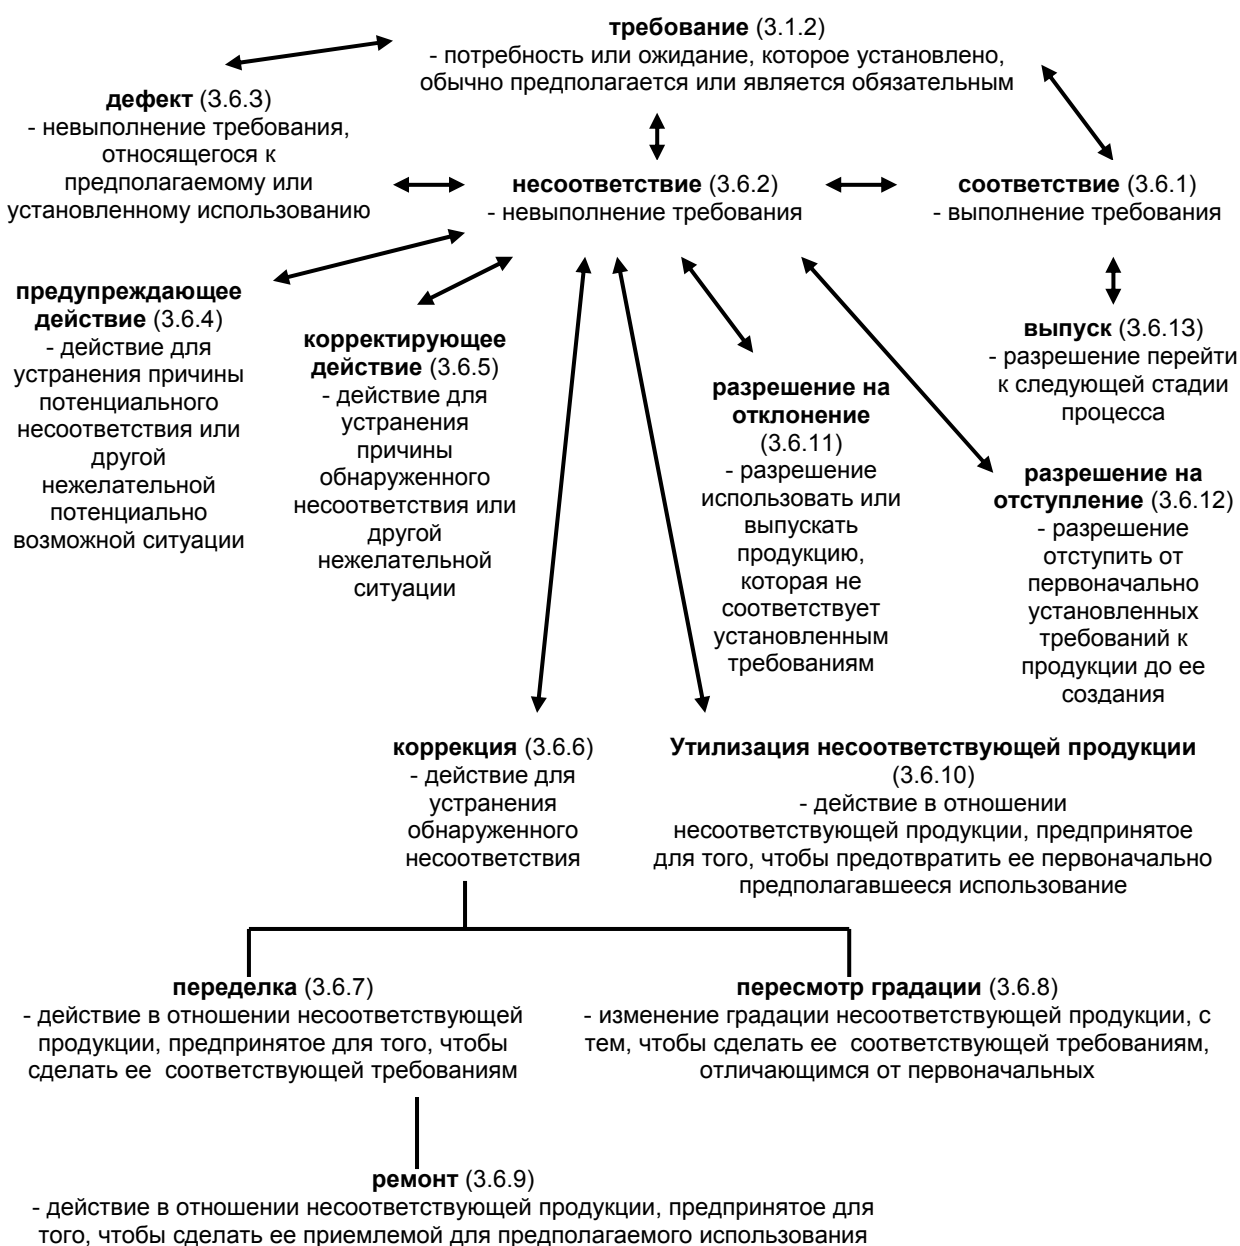 требование (3.1.2)
- потребность или ожидание, которое установлено,
обычно предполагается или является обязательным
дефект (3.6.3)
- невыполнение требования,
относящегося к
предполагаемому или
установленному использованию
несоответствие (3.6.2)
- невыполнение требования
соответствие (3.6.1)
- выполнение требования
предупреждающее
действие (3.6.4)
- действие для
устранения причины
потенциального
несоответствия или
другой
нежелательной
потенциально
возможной ситуации
корректирующее
действие (3.6.5)
- действие для
устранения
причины
обнаруженного
несоответствия или
другой
нежелательной
ситуации
разрешение на
отклонение
(3.6.11)
- разрешение
использовать или
выпускать
продукцию,
которая не
соответствует
установленным
требованиям
выпуск (3.6.13)
- разрешение перейти
к следующей стадии
процесса
разрешение на
отступление (3.6.12)
- разрешение
отступить от
первоначально
установленных
требований к
продукции до ее
создания
коррекция (3.6.6)
- действие для
устранения
обнаруженного
несоответствия
Утилизация несоответствующей продукции
(3.6.10)
- действие в отношении
несоответствующей продукции, предпринятое
для того, чтобы предотвратить ее первоначально
предполагавшееся использование
переделка (3.6.7)
- действие в отношении несоответствующей
продукции, предпринятое для того, чтобы
сделать ее соответствующей требованиям
пересмотр градации (3.6.8)
- изменение градации несоответствующей продукции, с
тем, чтобы сделать ее соответствующей требованиям,
отличающимся от первоначальных
ремонт (3.6.9)
- действие в отношении несоответствующей продукции, предпринятое для
того, чтобы сделать ее приемлемой для предполагаемого использования